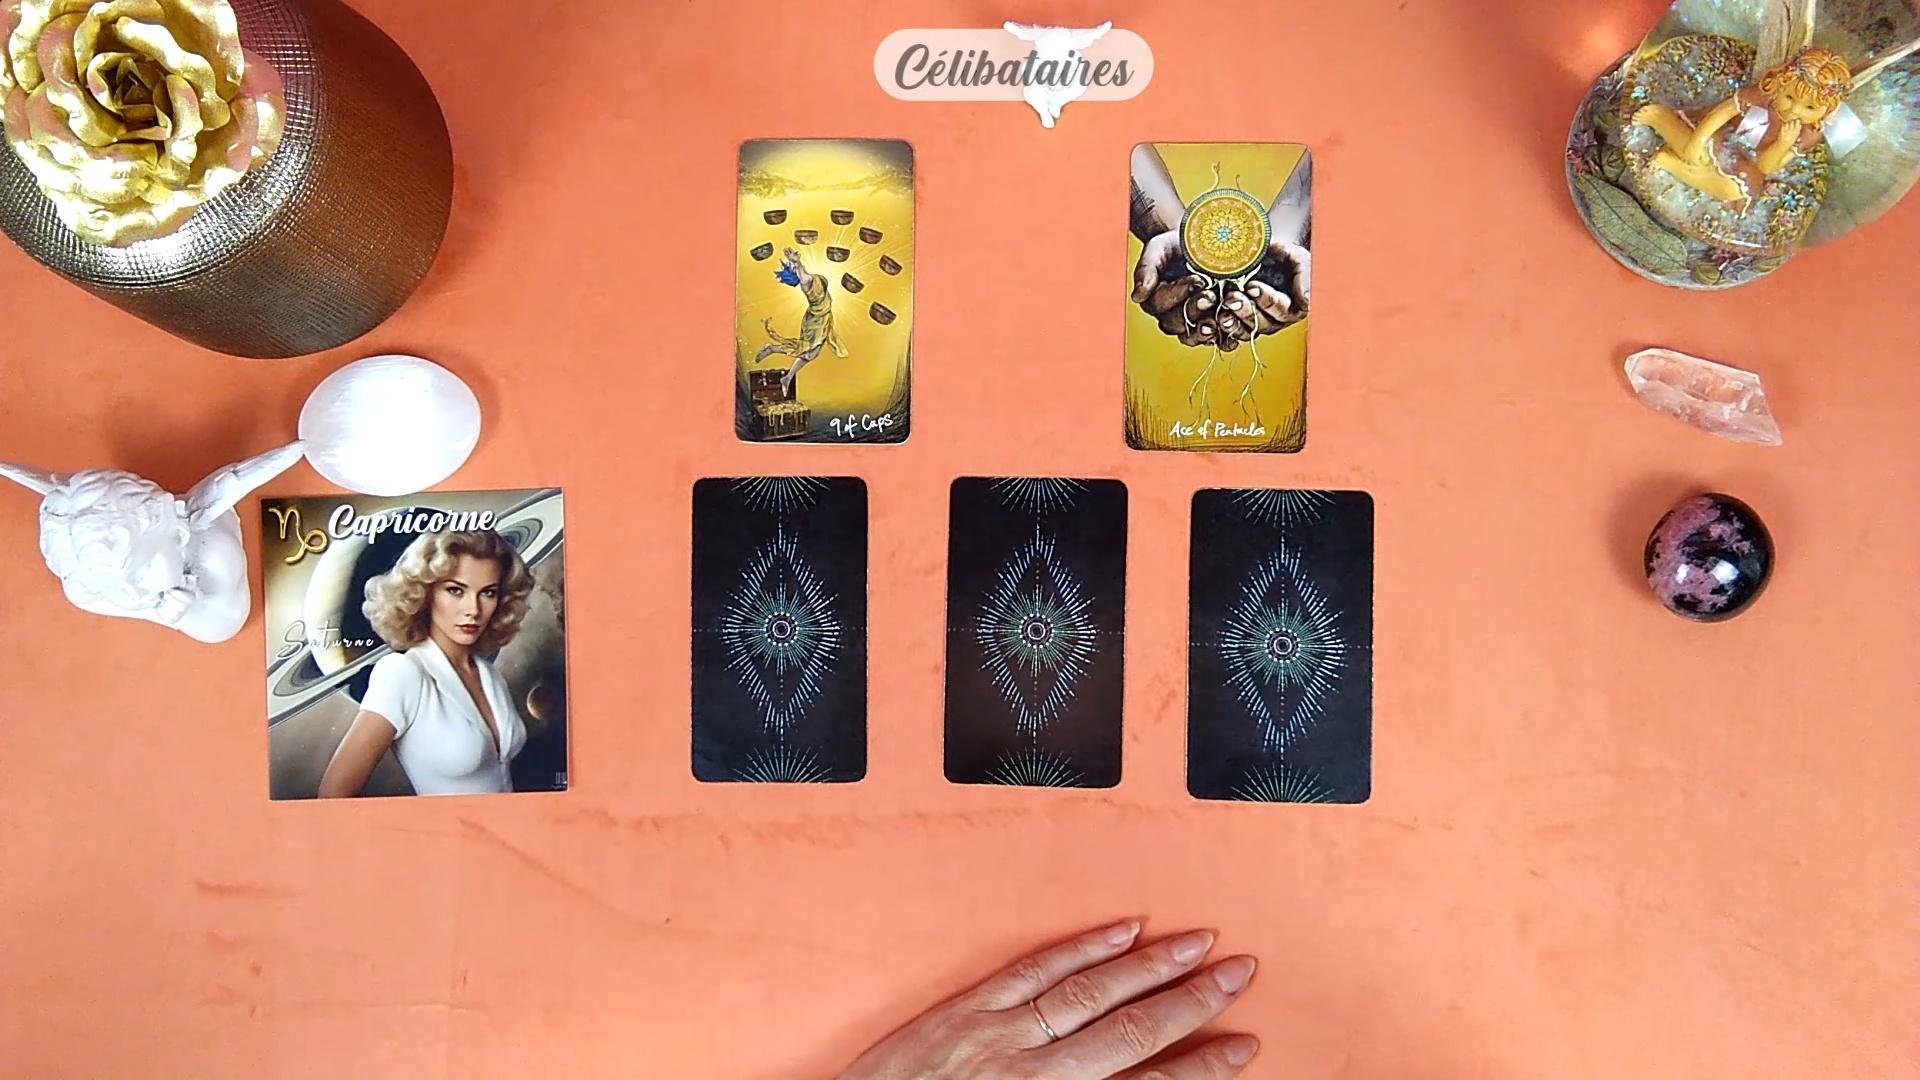 Célibataires
9 of Cups
Ace of Pentacles
Capricorne
Saturne